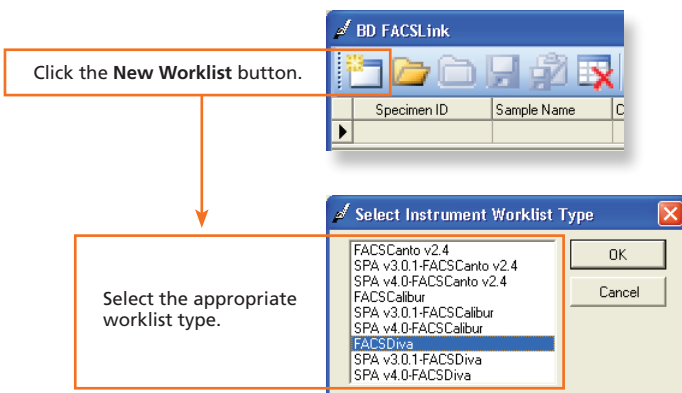 BD FACSLink
Click the New Worklist button.
Specimen ID
Sample Name
C
Select Instrument Worklist Type
FACSCanto v2.4
SPA v3.0.1-FACSCanto v2.4
SPA v4.0-FACSCanto v2.4
FACSCalibur
SPA v3.0.1-FACSCalibur
SPA v4.0-FACSCalibur
FACSDiva
SPA v3.0.1-FACSDiva
SPA v4.0-FACSDiva
OK
Cancel
Select the appropriate
worklist type.